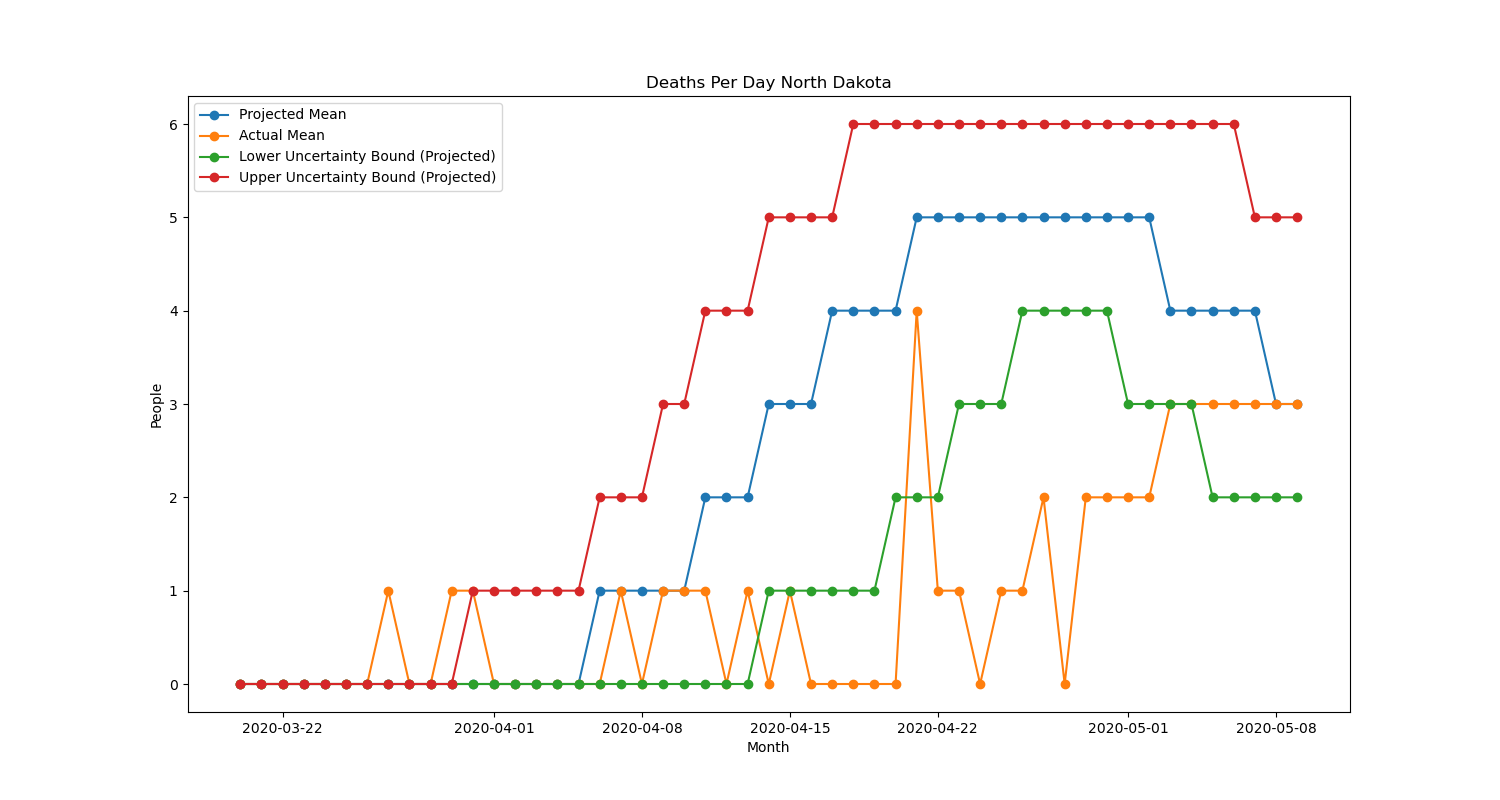 Deaths Per Day North Dakota
Projected Mean
Actual Mean
Lower Uncertainty Bound (Projected)
Upper Uncertainty Bound (Projected)
6
5
4
3
2
1
0
People
2020-03-22
2020-04-01
2020-04-08
2020-04-15
2020-04-22
2020-05-01
2020-05-08
Month